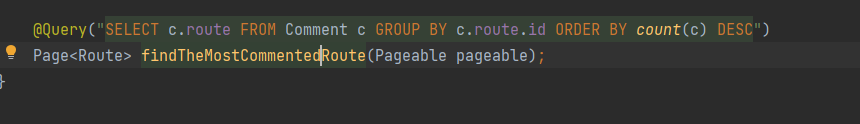 @Query("SELECT c.route FROM Comment c GROUP BY c.route.id ORDER BY count(c) DESC")
Page<Route> findTheMostCommentedRoute(Pageable pageable);
}